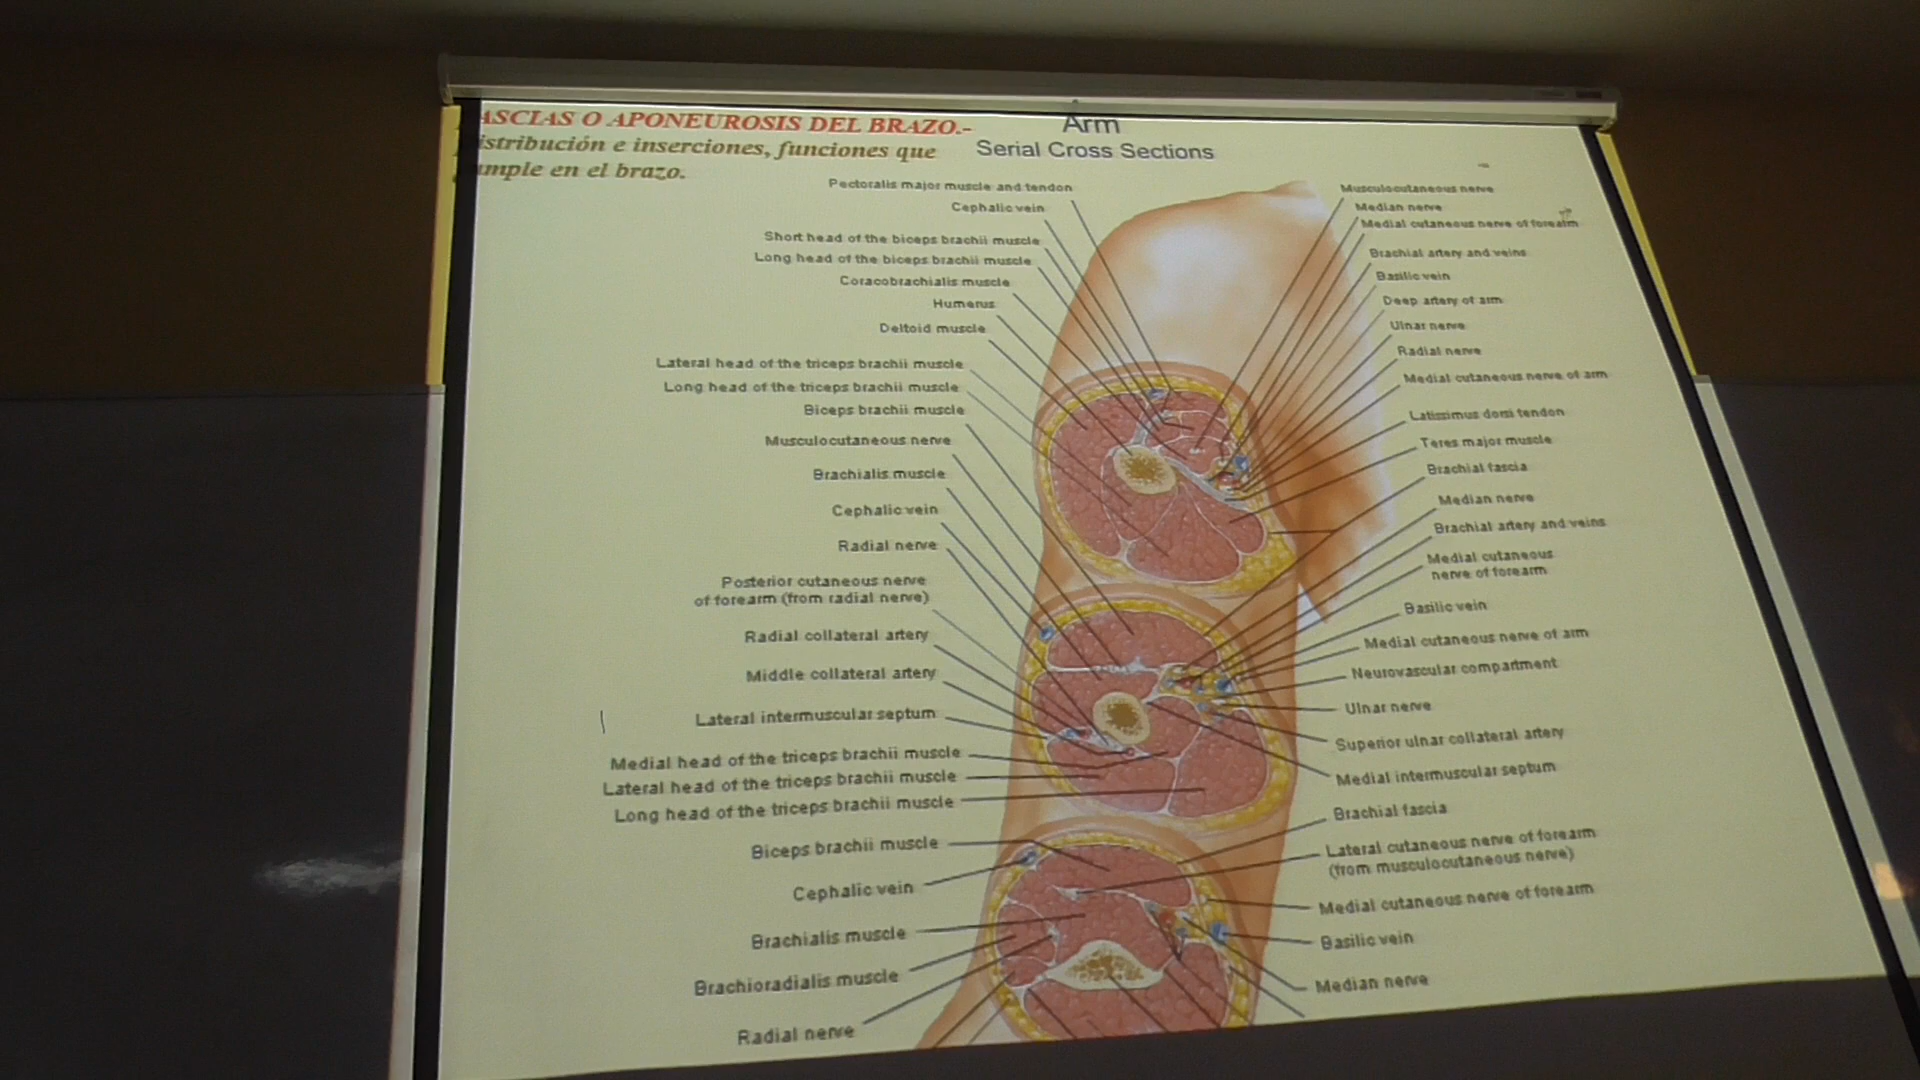 ASCIAS O APONEUROSIS DEL BRAZO.-
istribución e inserciones, funciones que
umple en el brazo.
Arm
Serial Cross Sections
Pectoralis major muscle and tendon
Cephalic vein
Short head of the biceps brachii muscle
Long head of the biceps brachii muscle
Coracobrachialis muscle
Humerus
Deltoid muscle
Lateral head of the triceps brachii muscle
Long head of the triceps brachii muscle
Biceps brachii muscle
Musculocutaneous nerve
Brachialis muscle
Cephalic vein
Radial nerve
Posterior cutaneous nerve
of forearm (from radial nerve)
Radial collateral artery
Middle collateral artery
Lateral intermuscular septum
Medial head of the triceps brachii muscle
Lateral head of the triceps brachii muscle
Long head of the triceps brachii muscle
Biceps brachii muscle
Cephalic vein
Brachialis muscle
Brachioradialis muscle
Radial nerve
Musculocutaneous nerve
Median nerve
Medial cutaneous nerve of forearm
Brachial artery and veins
Basilic vein
Deep artery of arm
Ulnar nerve
Radial nerve
Medial cutaneous nerve of arm
Latissimus dorsi tendon
Teres major muscle
Brachial fascia
Median nerve
Brachial artery and veins
Medial cutaneous
nerve of forearm
Basilic vein
Medial cutaneous nerve of arm
Neurovascular compartment
Ulnar nerve
Superior ulnar collateral artery
Medial intermuscular septum
Brachial fascia
Lateral cutaneous nerve of forearm
(from musculocutaneous nerve)
Medial cutaneous nerve of forearm
Basilic vein
Median nerve